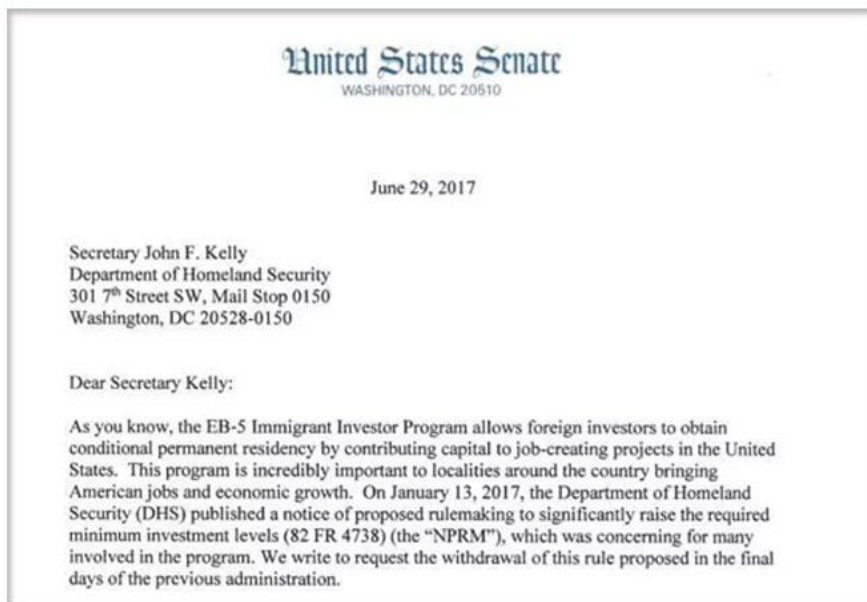 United States Senate
WASHINGTON, DC 20510
June 29, 2017
Secretary John F. Kelly
Department of Homeland Security
301 7th Street SW, Mail Stop 0150
Washington, DC 20528-0150
Dear Secretary Kelly:
As you know, the EB-5 Immigrant Investor Program allows foreign investors to obtain
conditional permanent residency by contributing capital to job-creating projects in the United
States. This program is incredibly important to localities around the country bringing
American jobs and economic growth. On January 13, 2017, the Department of Homeland
Security (DHS) published a notice of proposed rulemaking to significantly raise the required
minimum investment levels (82 FR 4738) (the “NPRM”), which was concerning for many
involved in the program. We write to request the withdrawal of this rule proposed in the final
days of the previous administration.